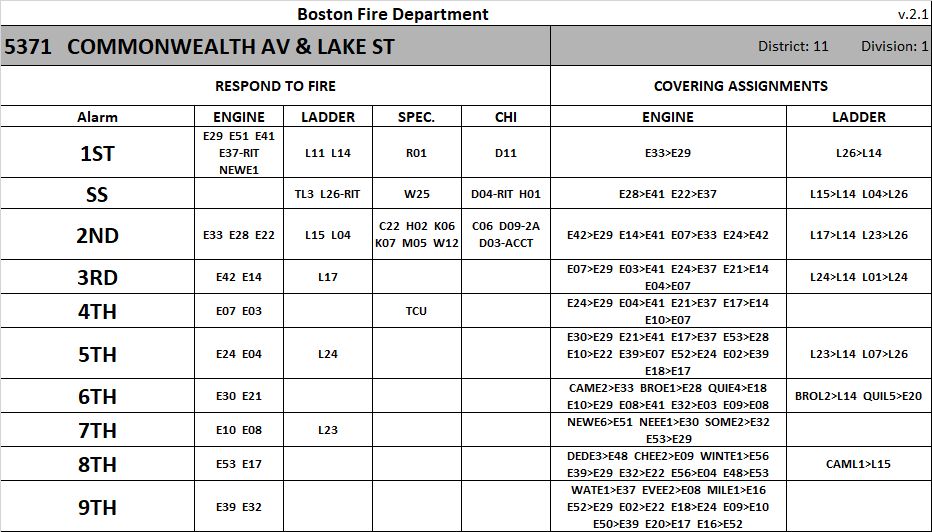 Boston Fire Department v.2.1
5371 COMMONWEALTH AV & LAKE ST District: 11 Division: 1
RESPOND TO FIRE COVERING ASSIGNMENTS
Alarm ENGINE LADDER SPEC. CHI ENGINE LADDER
E29 E51 E41
E37-RIT
NEWE1
1ST L11 L14 R01 D11 E33>E29 L26>L14
SS TL3 L26-RIT W25 D04-RIT H01 E28>E41 E22>E37 L15>L14 L04>L26
2ND E33 E28 E22 L15 L04
C22 H02 K06
K07 M05 W12
C06 D09-2A
D03-ACCT
E42>E29 E14>E41 E07>E33 E24>E42 L17>L14 L23>L26
3RD E42 E14 L17
E07>E29 E03>E41 E24>E37 E21>E14
E04>E07
L24>L14 L01>L24
4TH E07 E03 TCU
E24>E29 E04>E41 E21>E37 E17>E14
E10>E07
5TH E24 E04 L24
E30>E29 E21>E41 E17>E37 E53>E28
E10>E22 E39>E07 E52>E24 E02>E39
E18>E17
L23>L14 L07>L26
6TH E30 E21
CAME2>E33 BROE1>E28 QUIE4>E18
E10>E29 E08>E41 E32>E03 E09>E08
BROL2>L14 QUIL5>E20
7TH E10 E08 L23
NEWE6>E51 NEEE1>E30 SOME2>E32
E53>E29
8TH E53 E17
DEDE3>E48 CHEE2>E09 WINTE1>E56
E39>E29 E32>E22 E56>E04 E48>E53
CAML1>L15
9TH E39 E32
WATE1>E37 EVEE2>E08 MILE1>E16
E52>E29 E02>E22 E18>E24 E09>E10
E50>E39 E20>E17 E16>E52